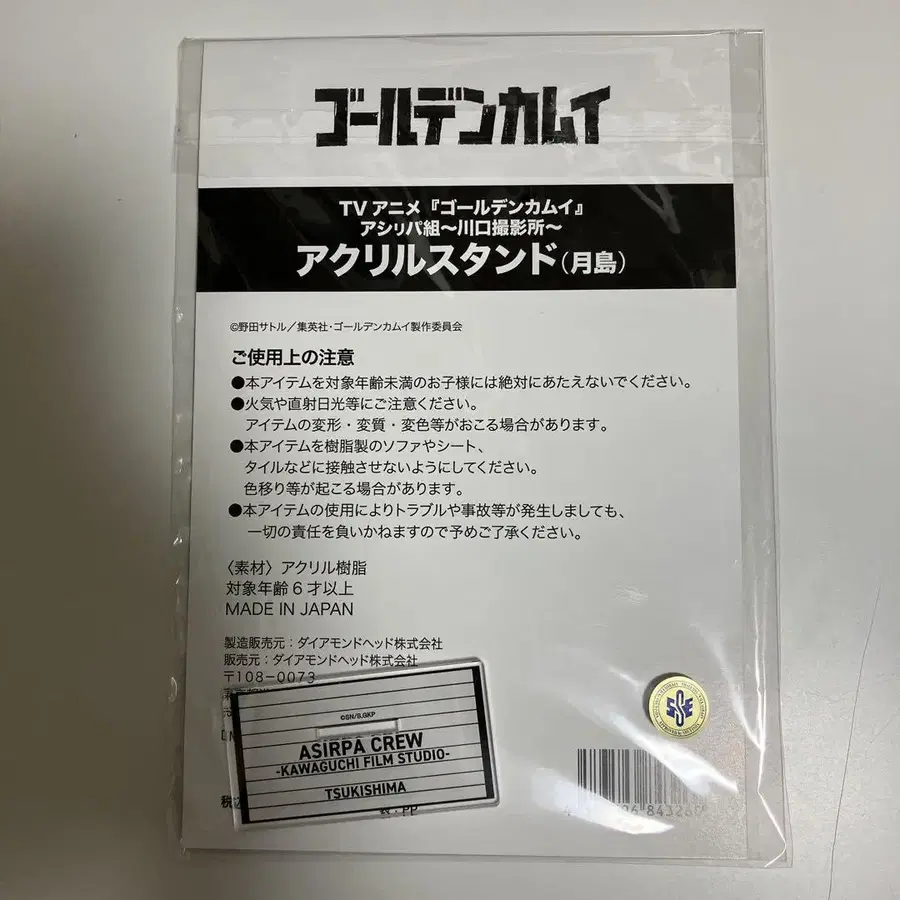 ゴールデンカムイ
TVアニメ『ゴールデンカムイ』
アシㇼパ組～川口撮影所～
アクリルスタンド（月島）
©野田サトル／集英社・ゴールデンカムイ製作委員会
ご使用上の注意
●本アイテムを対象年齢未満のお子様には絶対にあたえないでください。
●火気や直射日光等にご注意ください。
アイテムの変形・変質・変色等がおこる場合があります。
●本アイテムを樹脂製のソファやシート、
タイルなどに接触させないようにしてください。
色移り等が起こる場合があります。
●本アイテムの使用によりトラブルや事故等が発生しましても、
一切の責任を負いかねますので予めご了承ください。
〈素材〉アクリル樹脂
対象年齢6才以上
MADE IN JAPAN
製造販売元：ダイアモンドヘッド株式会社
販売元：ダイアモンドヘッド株式会社
〒108-0073
©SN/S,GKP
ASIRPA CREW
-KAWAGUCHI FILM STUDIO-
TSUKISHIMA
袋：PP